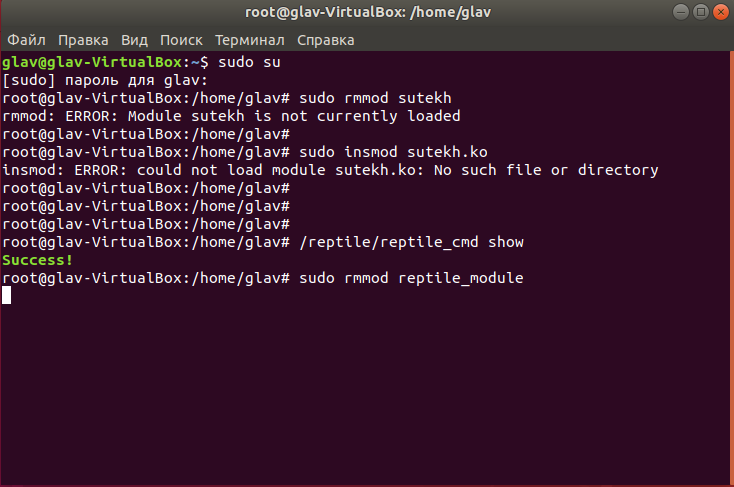 root@glav-VirtualBox: /home/glav
Файл Правка Вид Поиск Терминал Справка
glav@glav-VirtualBox:~$ sudo su
[sudo] пароль для glav:
root@glav-VirtualBox:/home/glav# sudo rmmod sutekh
rmmod: ERROR: Module sutekh is not currently loaded
root@glav-VirtualBox:/home/glav#
root@glav-VirtualBox:/home/glav# sudo insmod sutekh.ko
insmod: ERROR: could not load module sutekh.ko: No such file or directory
root@glav-VirtualBox:/home/glav#
root@glav-VirtualBox:/home/glav#
root@glav-VirtualBox:/home/glav#
root@glav-VirtualBox:/home/glav# /reptile/reptile_cmd show
Success!
root@glav-VirtualBox:/home/glav# sudo rmmod reptile_module